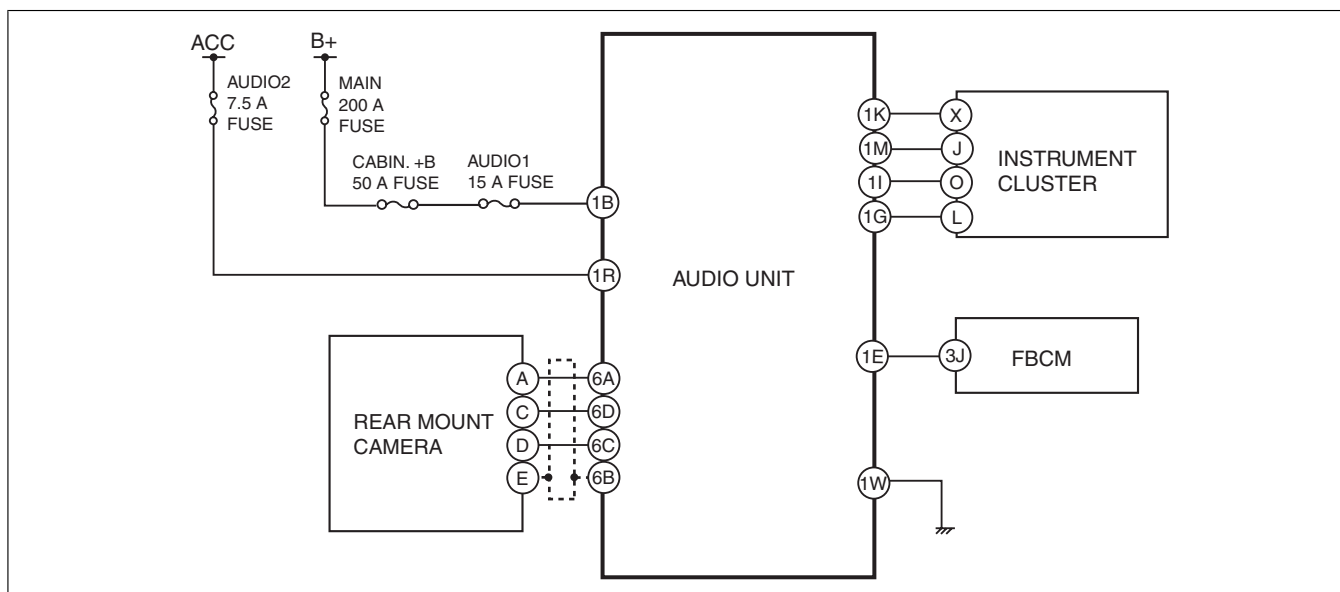 ACC
B+
AUDIO2
7.5 A
FUSE
MAIN
200 A
FUSE
CABIN. +B
50 A FUSE
AUDIO1
15 A FUSE
1B
1R
AUDIO UNIT
1K
X
1M
J
1I
O
1G
L
INSTRUMENT
CLUSTER
1E
3J
FBCM
1W
REAR MOUNT
CAMERA
A
6A
C
6D
D
6C
E
6B